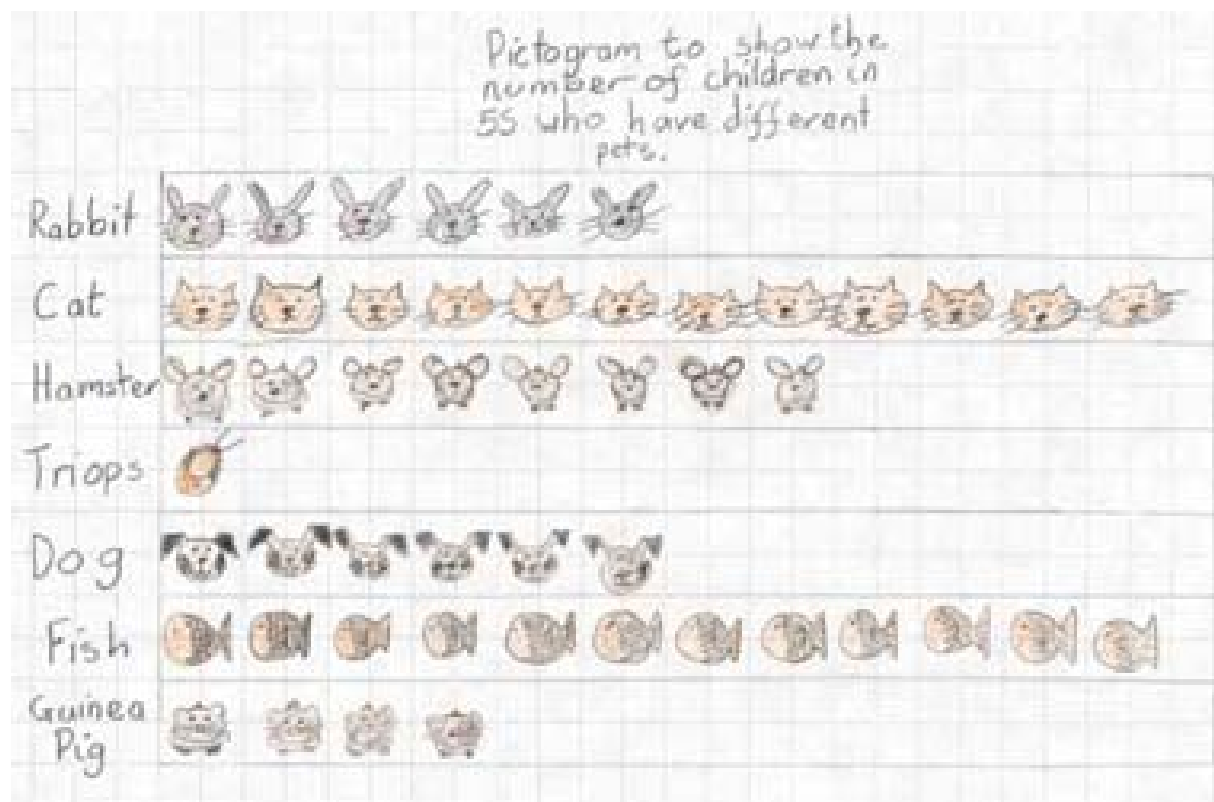 Pictogram to show the
number of children in
5S who have different
pets.
Rabbit
Cat
Hamster
Triops
Dog
Fish
Guinea
Pig